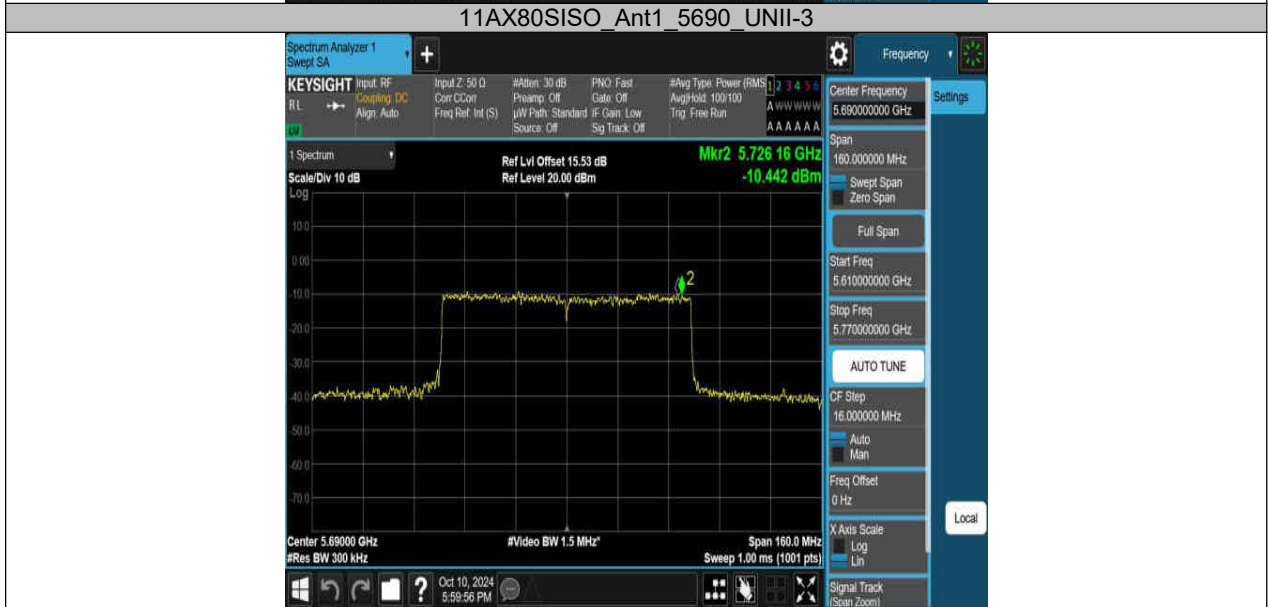 11AX80SISO_Ant1_5690_UNII-3
Spectrum Analyzer 1
Swept SA
+
Frequency
KEYSIGHT
RL
LM
Input: RF
Coupling: DC
Align: Auto
Input Z: 50 Ω
Corr CCorr
Freq Ref: Int (S)
#Atten: 30 dB
Preamp: Off
µW Path: Standard
Source: Off
PNO: Fast
Gate: Off
IF Gain: Low
Sig Track: Off
#Avg Type: Power (RMS
Avg|Hold: 100/100
Trig: Free Run
1 2 3 4 5 6
A W W W W W
A A A A A A
1 Spectrum
Scale/Div 10 dB
Log
Ref Lvl Offset 15.53 dB
Ref Level 20.00 dBm
Mkr2 5.726 16 GHz
-10.442 dBm
10.0
0.00
-10.0
-20.0
-30.0
-40.0
-50.0
-60.0
-70.0
2
Center 5.69000 GHz
#Res BW 300 kHz
#Video BW 1.5 MHz*
Span 160.0 MHz
Sweep 1.00 ms (1001 pts)
?
Oct 10, 2024
5:59:56 PM
Center Frequency
5.690000000 GHz
Settings
Span
160.000000 MHz
Swept Span
Zero Span
Full Span
Start Freq
5.610000000 GHz
Stop Freq
5.770000000 GHz
AUTO TUNE
CF Step
16.000000 MHz
Auto
Man
Freq Offset
0 Hz
X Axis Scale
Log
Lin
Local
Signal Track
(Span Zoom)